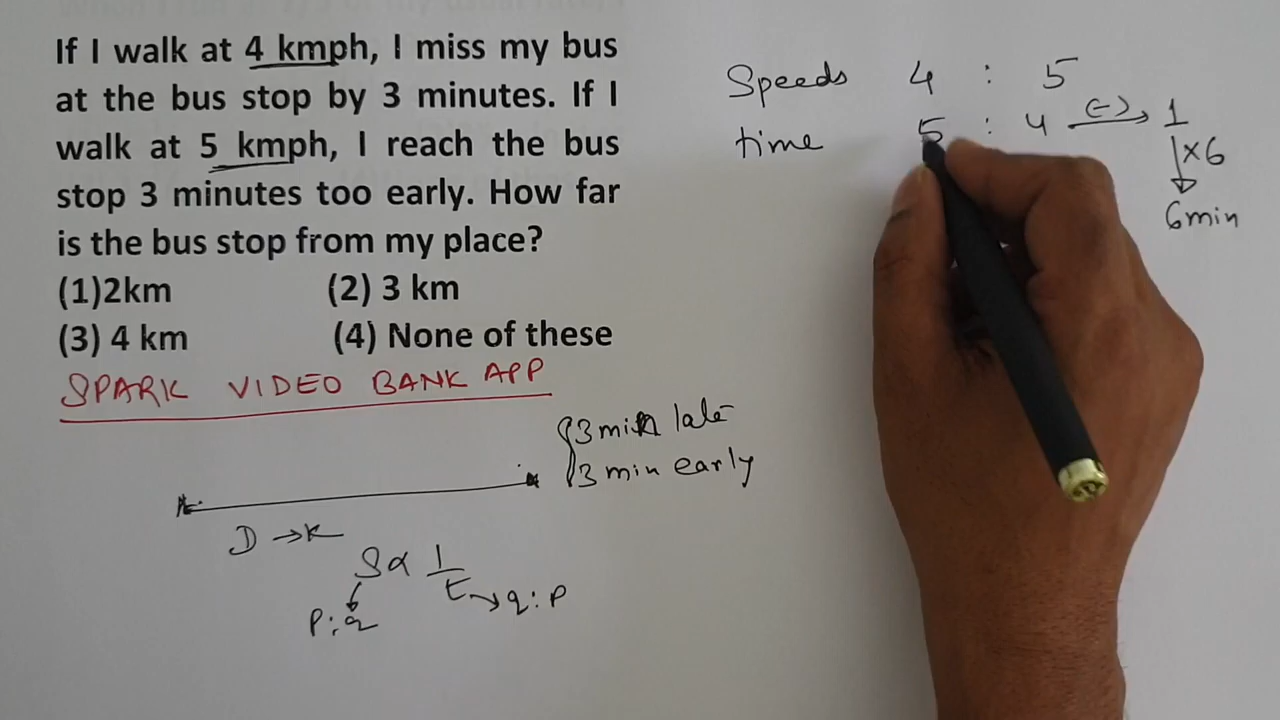 If I walk at 4 kmph, I miss my bus
at the bus stop by 3 minutes. If I
walk at 5 kmph, I reach the bus
stop 3 minutes too early. How far
is the bus stop from my place?
(1)2km (2) 3 km
(3) 4 km (4) None of these
SPARK VIDEO BANK APP
3 min late
3 min early
D → K
S ∝ 1/t
P:q q:P
Speeds 4 : 5
time 5 : 4 (-) 1
×6
6min